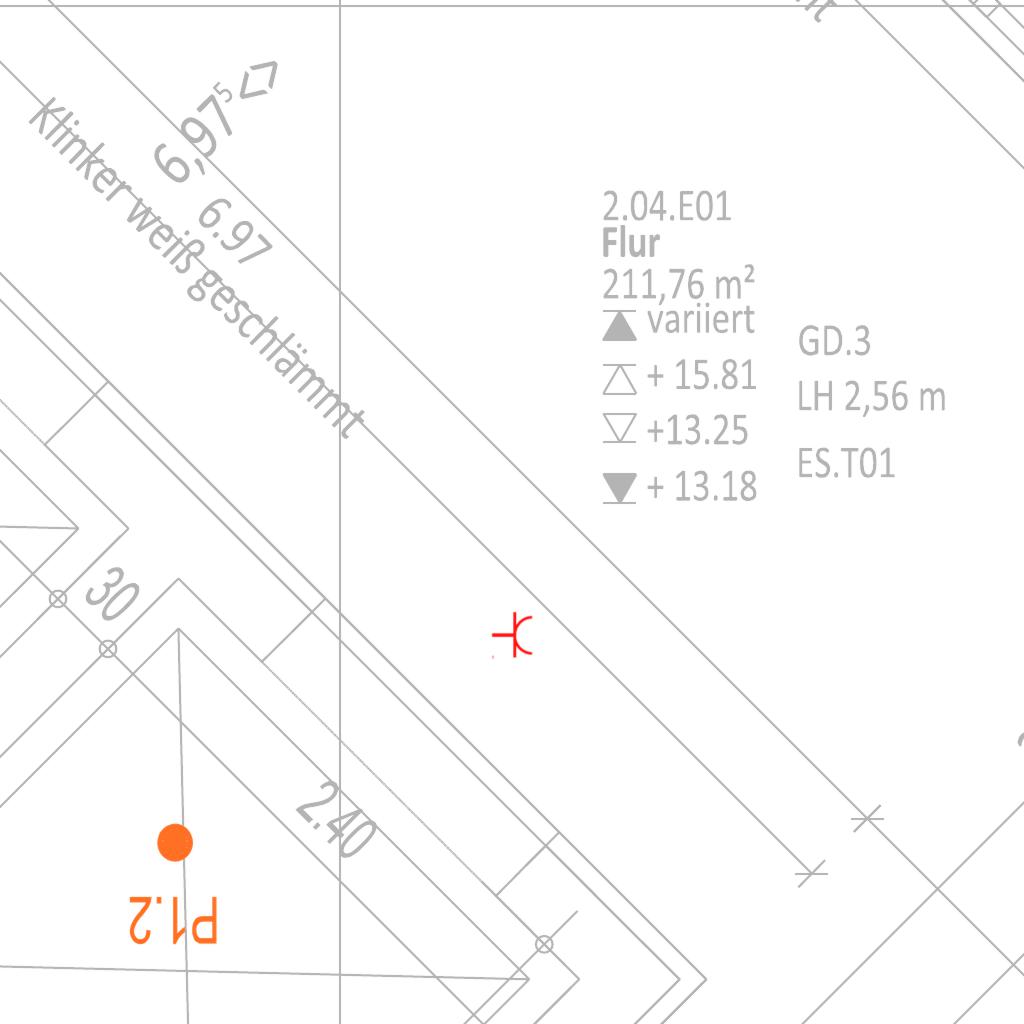 6,97⁵
Klinker weiß geschlämmt
6.97
2.04.E01
Flur
211,76 m²
variiert
+ 15.81
+13.25
+ 13.18
GD.3
LH 2,56 m
ES.T01
30
2.40
P1.2